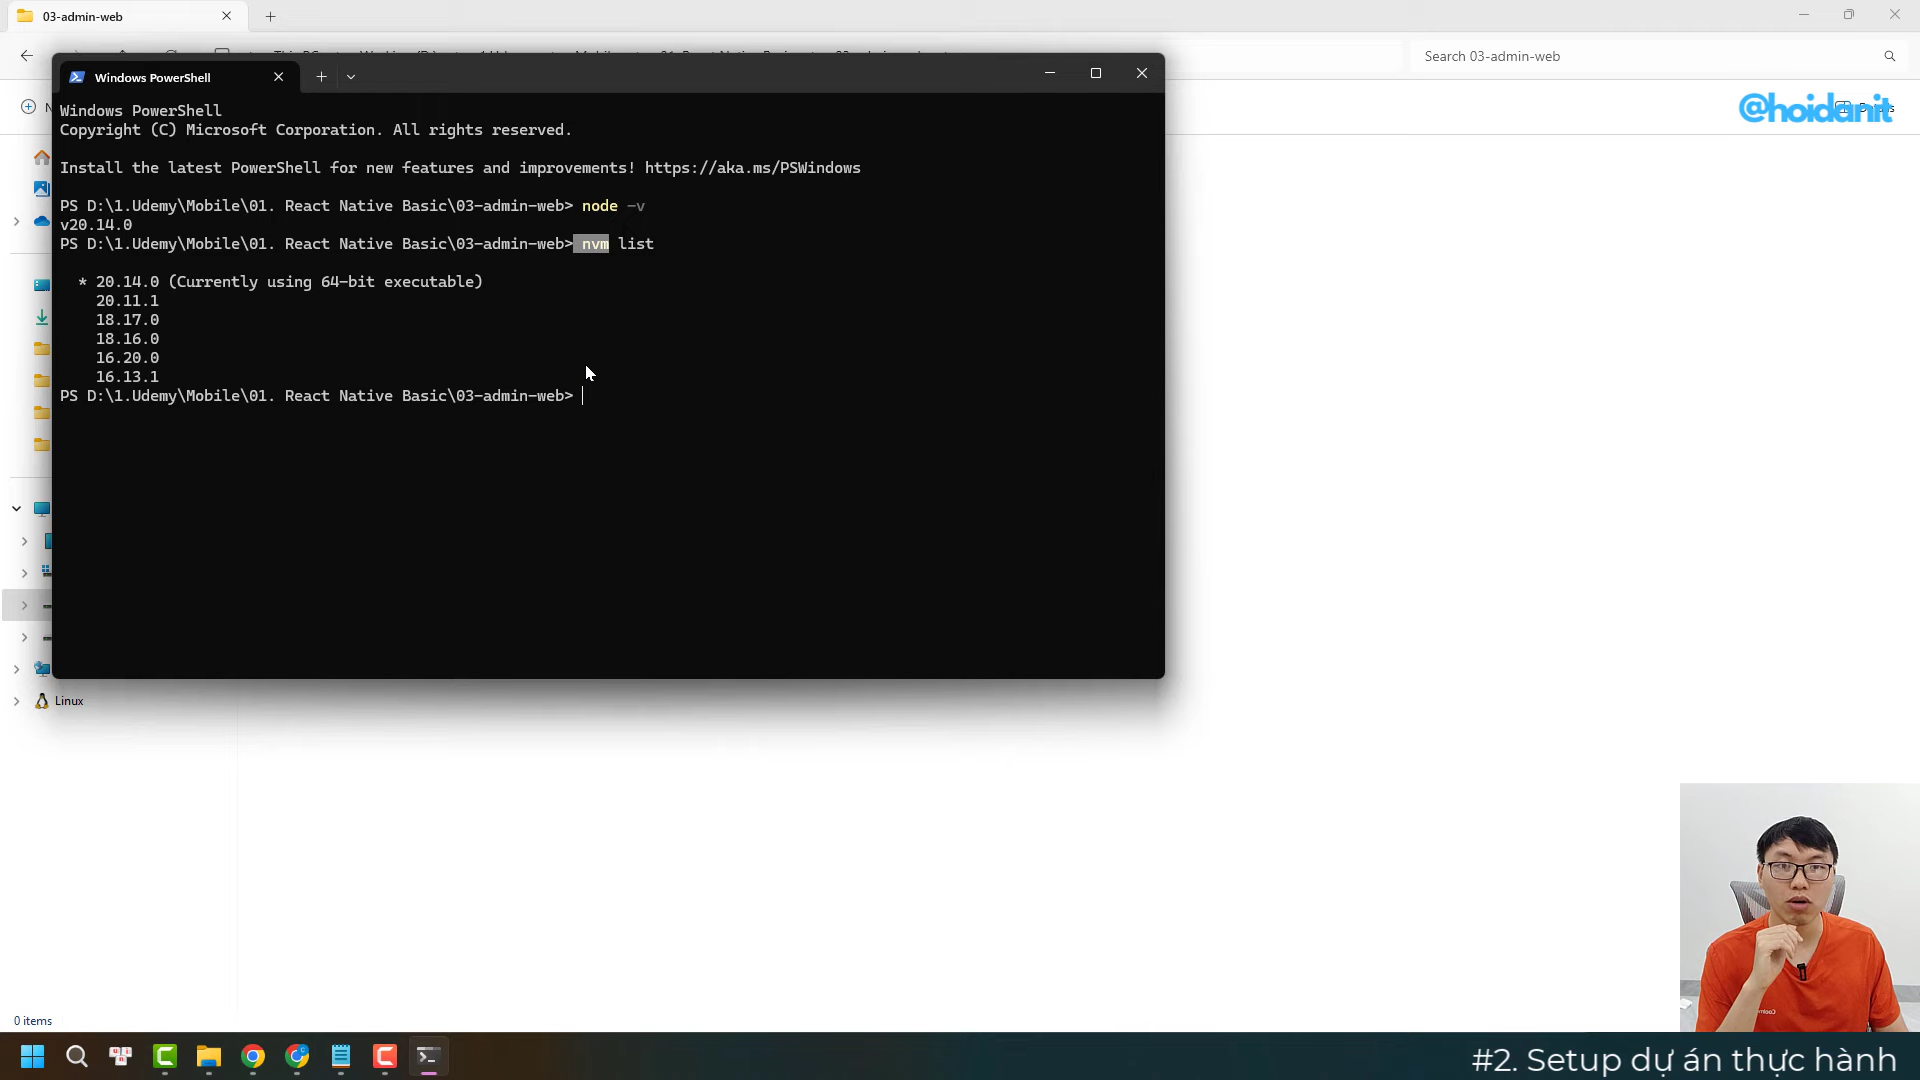 03-admin-web
Search 03-admin-web
@hoidanit
Windows PowerShell
Windows PowerShell
Copyright (C) Microsoft Corporation. All rights reserved.
Install the latest PowerShell for new features and improvements! https://aka.ms/PSWindows
PS D:\1.Udemy\Mobile\01. React Native Basic\03-admin-web> node -v
v20.14.0
PS D:\1.Udemy\Mobile\01. React Native Basic\03-admin-web> nvm list
* 20.14.0 (Currently using 64-bit executable)
20.11.1
18.17.0
18.16.0
16.20.0
16.13.1
PS D:\1.Udemy\Mobile\01. React Native Basic\03-admin-web>
Linux
0 items
#2. Setup dự án thực hành